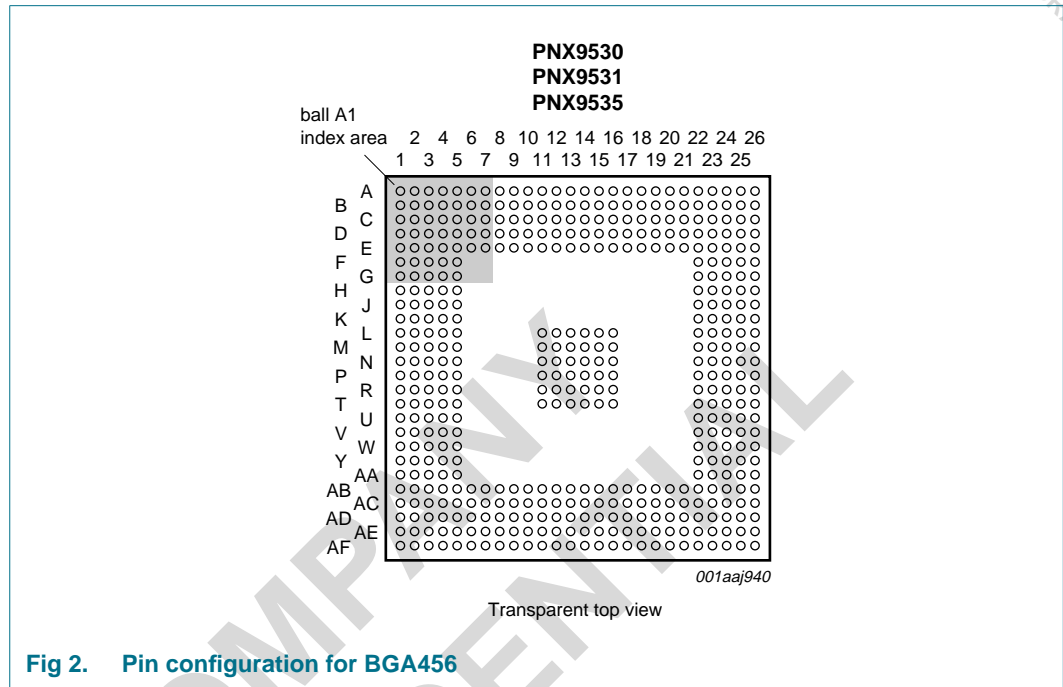 PNX9530
PNX9531
PNX9535
ball A1
index area
2 4 6 8 10 12 14 16 18 20 22 24 26
1 3 5 7 9 11 13 15 17 19 21 23 25
A
B
C
D
E
F
G
H
J
K
L
M
N
P
R
T
U
V
W
Y
AA
AB
AC
AD
AE
AF
001aaj940
Transparent top view
COMPANY
CONFIDENTIAL
Fig 2. Pin configuration for BGA456